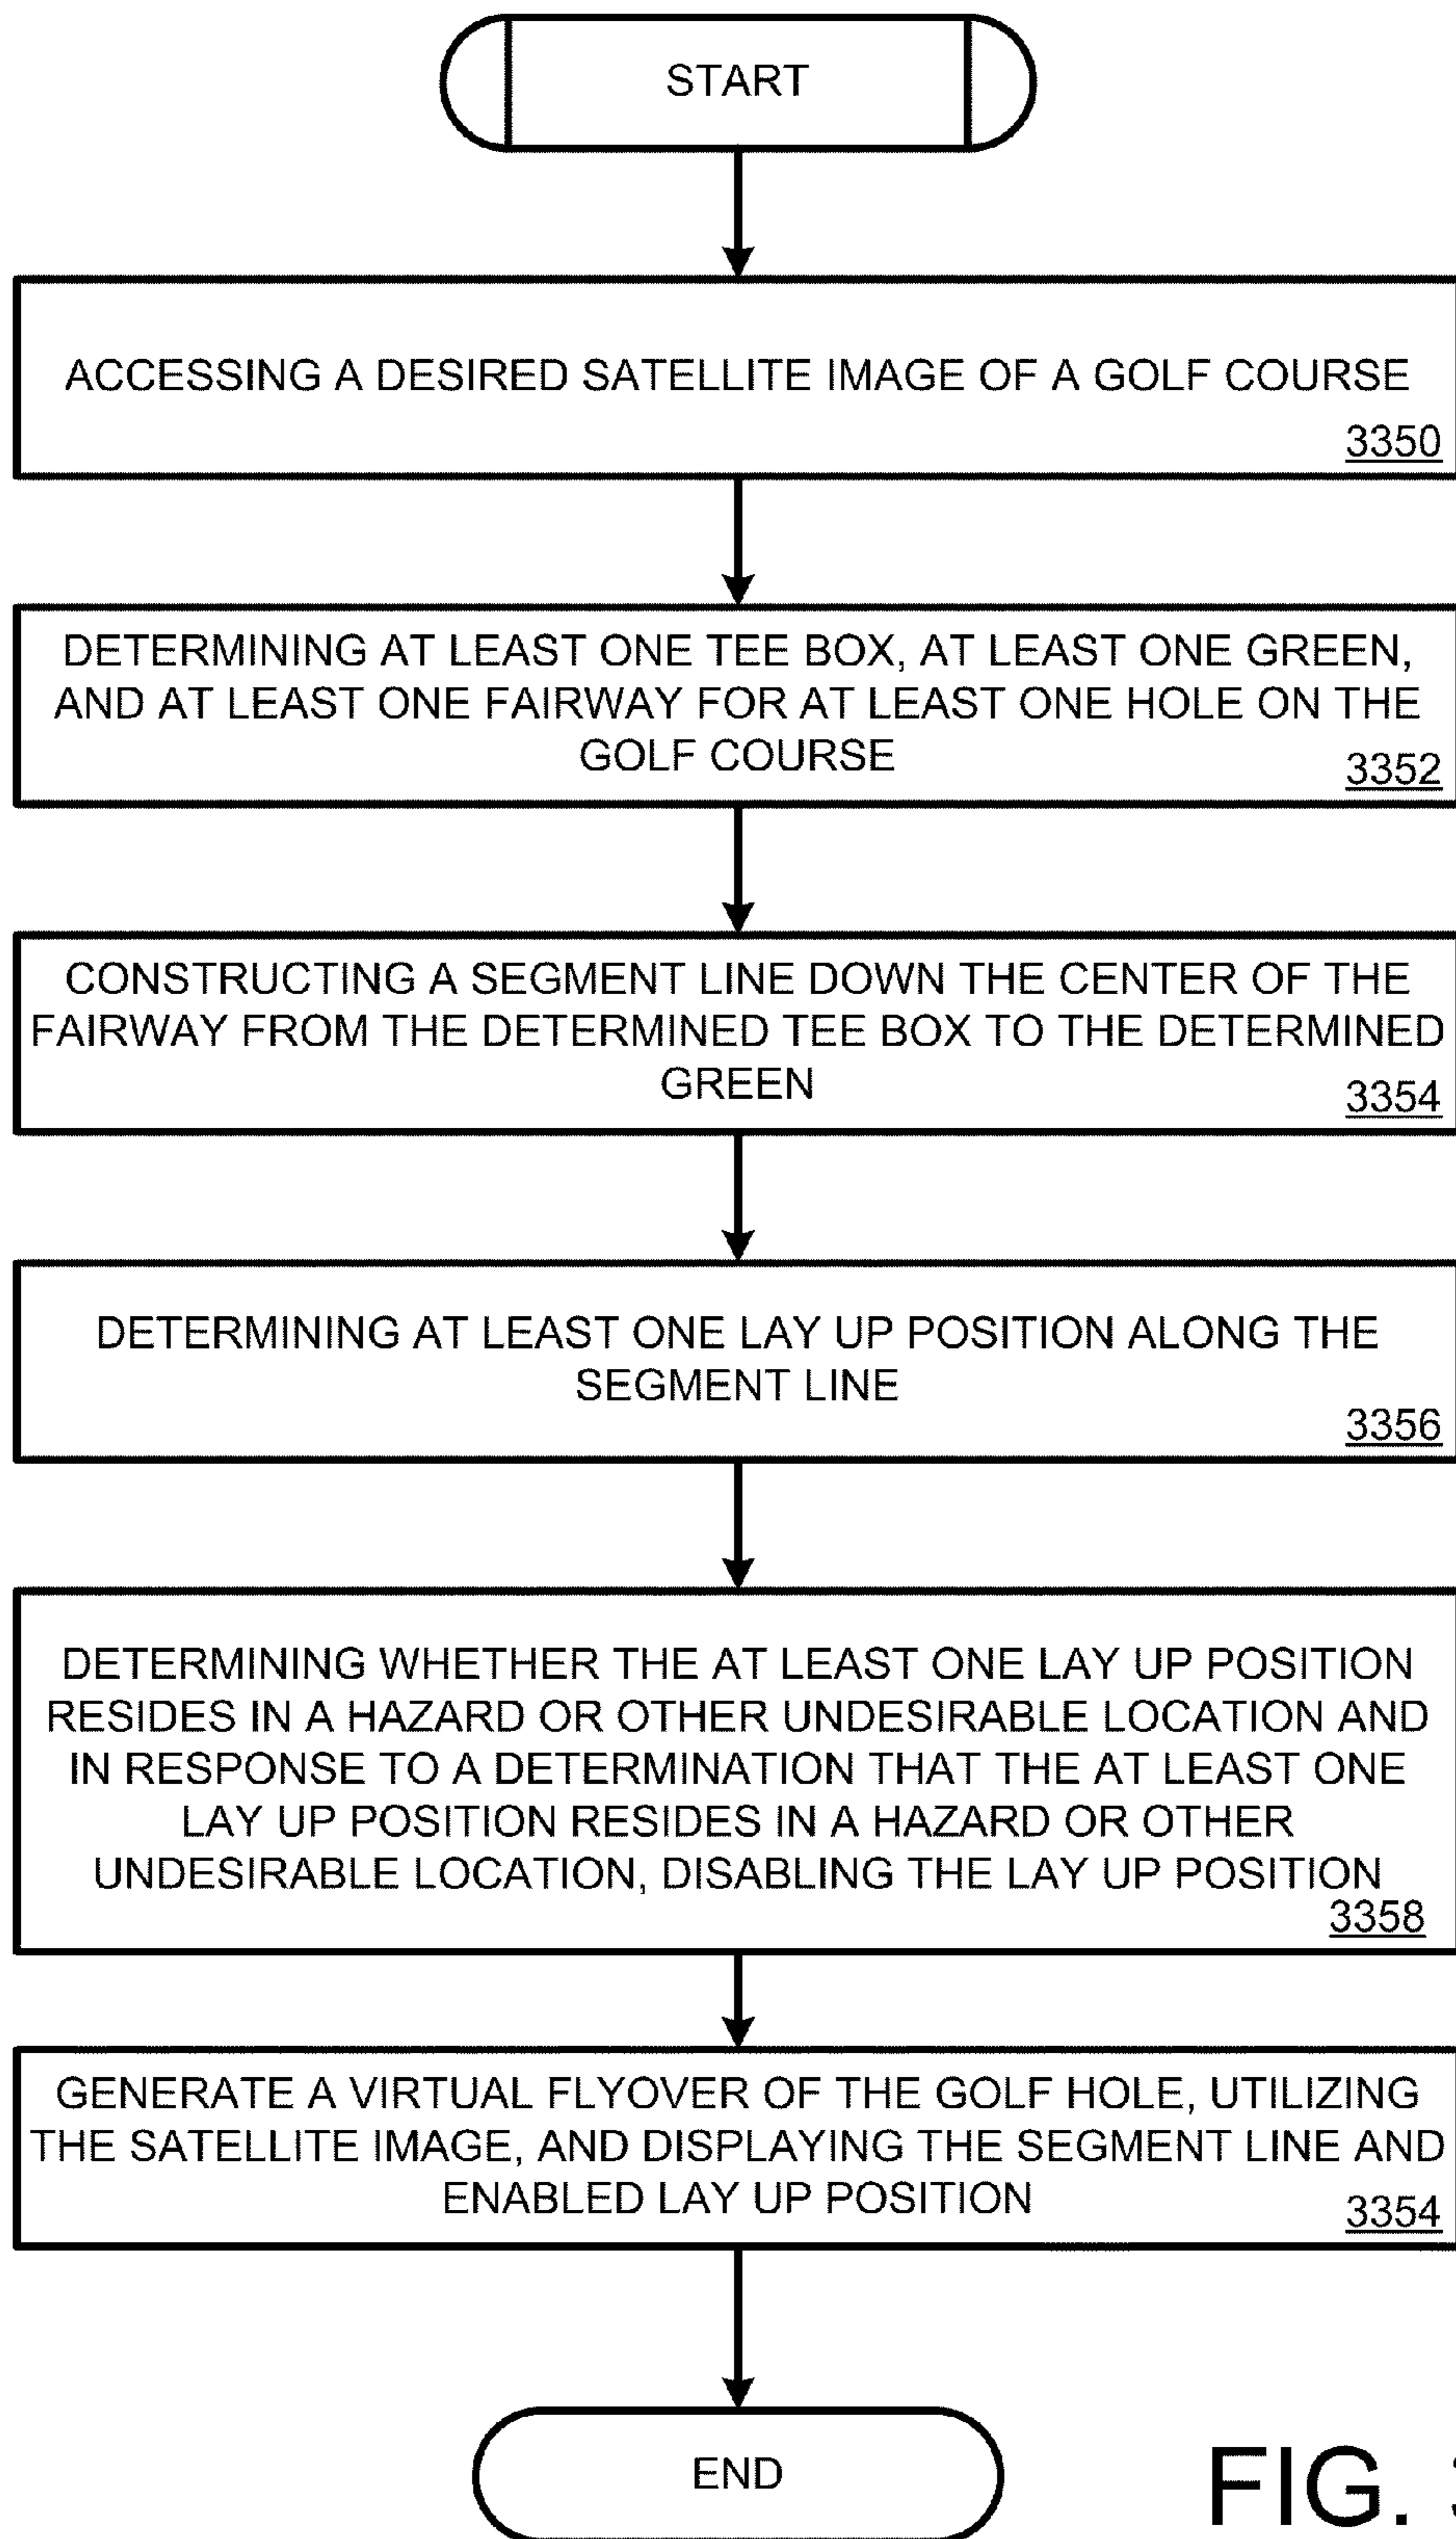 START
ACCESSING A DESIRED SATELLITE IMAGE OF A GOLF COURSE
3350
DETERMINING AT LEAST ONE TEE BOX, AT LEAST ONE GREEN,
AND AT LEAST ONE FAIRWAY FOR AT LEAST ONE HOLE ON THE
GOLF COURSE
3352
CONSTRUCTING A SEGMENT LINE DOWN THE CENTER OF THE
FAIRWAY FROM THE DETERMINED TEE BOX TO THE DETERMINED
GREEN
3354
DETERMINING AT LEAST ONE LAY UP POSITION ALONG THE
SEGMENT LINE
3356
DETERMINING WHETHER THE AT LEAST ONE LAY UP POSITION
RESIDES IN A HAZARD OR OTHER UNDESIRABLE LOCATION AND
IN RESPONSE TO A DETERMINATION THAT THE AT LEAST ONE
LAY UP POSITION RESIDES IN A HAZARD OR OTHER
UNDESIRABLE LOCATION, DISABLING THE LAY UP POSITION
3358
GENERATE A VIRTUAL FLYOVER OF THE GOLF HOLE, UTILIZING
THE SATELLITE IMAGE, AND DISPLAYING THE SEGMENT LINE AND
ENABLED LAY UP POSITION
3354
END
FIG.